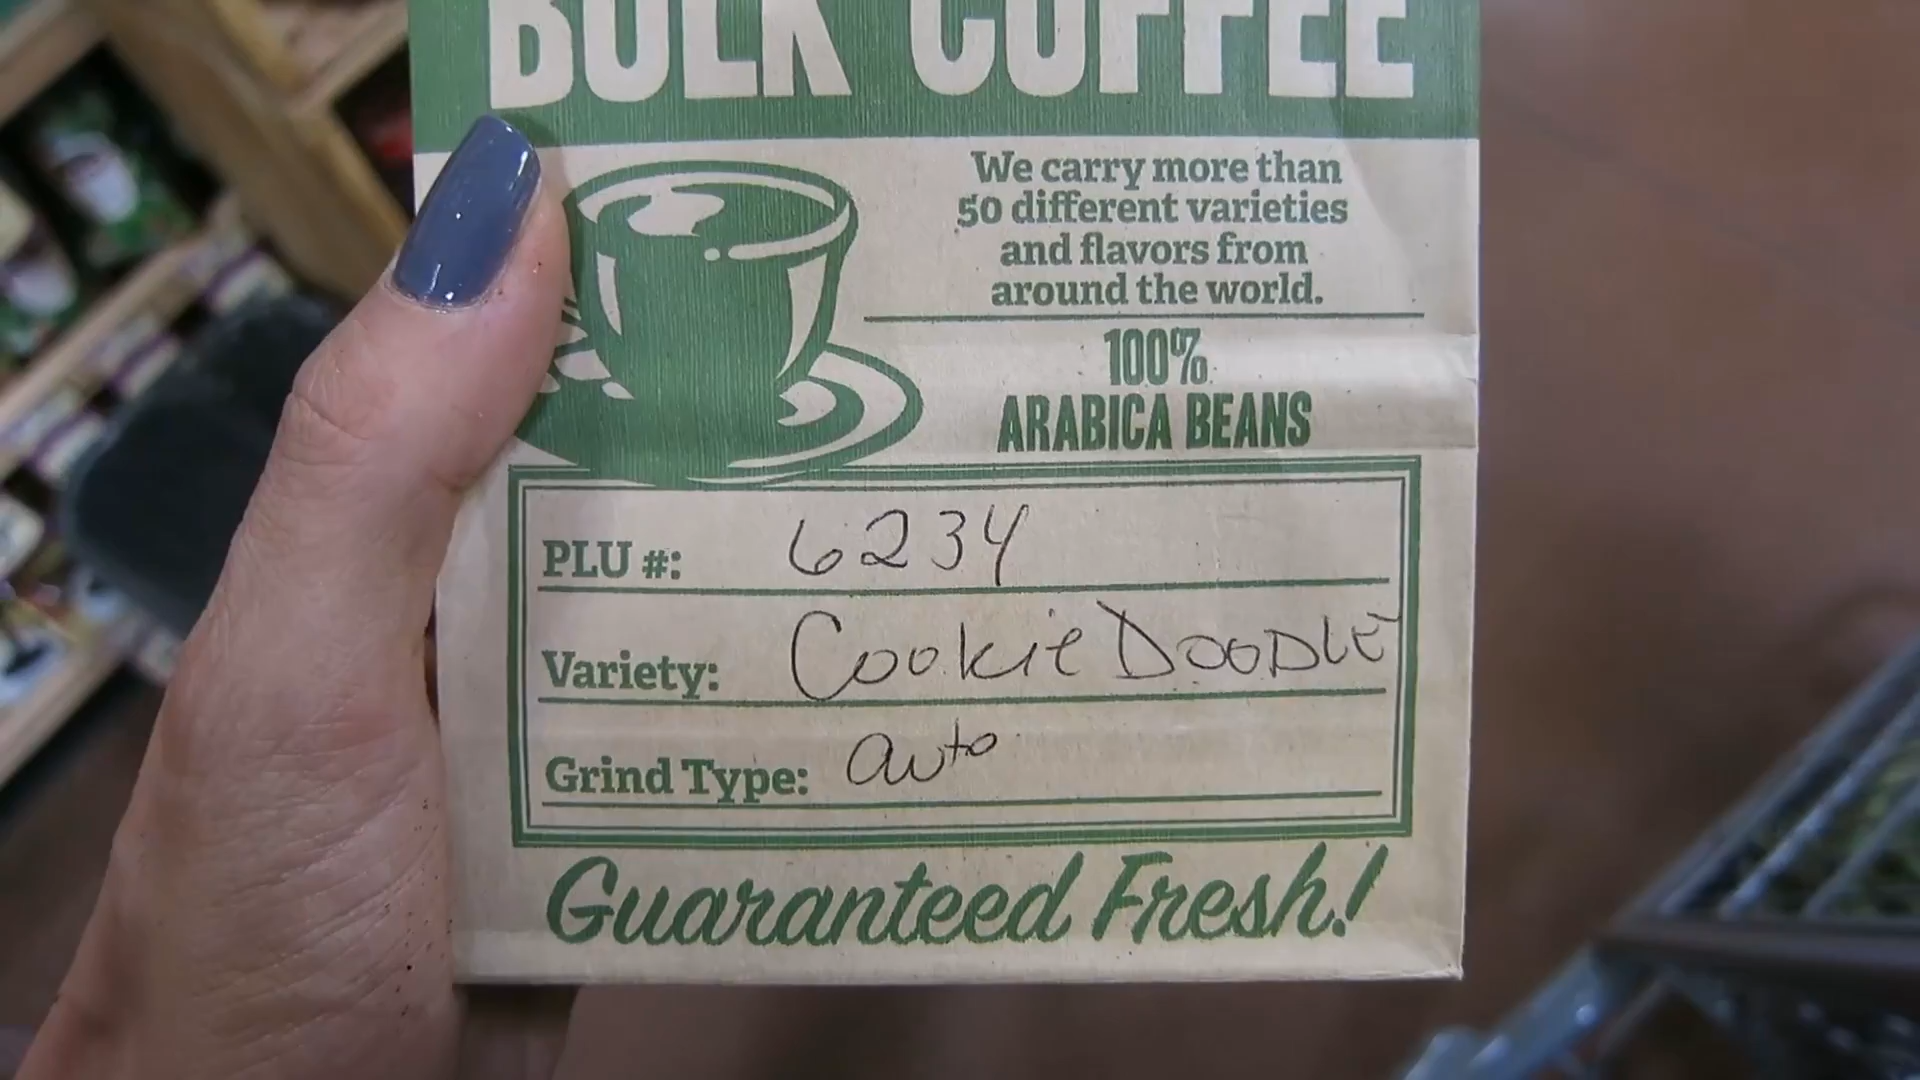 BULK COFFEE
We carry more than
50 different varieties
and flavors from
around the world.
100%
ARABICA BEANS
PLU #: 6234
Variety: Cookie DOODLE
Grind Type: auto
Guaranteed Fresh!